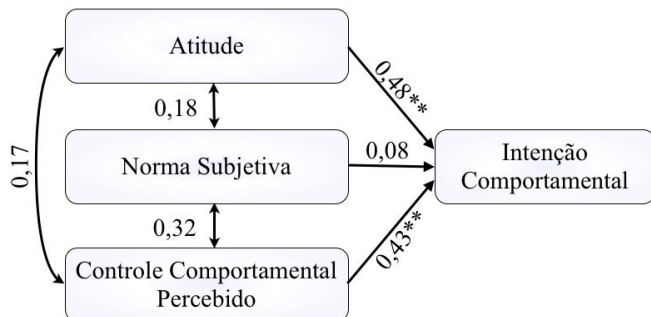 Atitude
0,48**
0,18
0,17
Norma Subjetiva
0,08
Intenção
Comportamental
0,32
0,43**
Controle Comportamental
Percebido